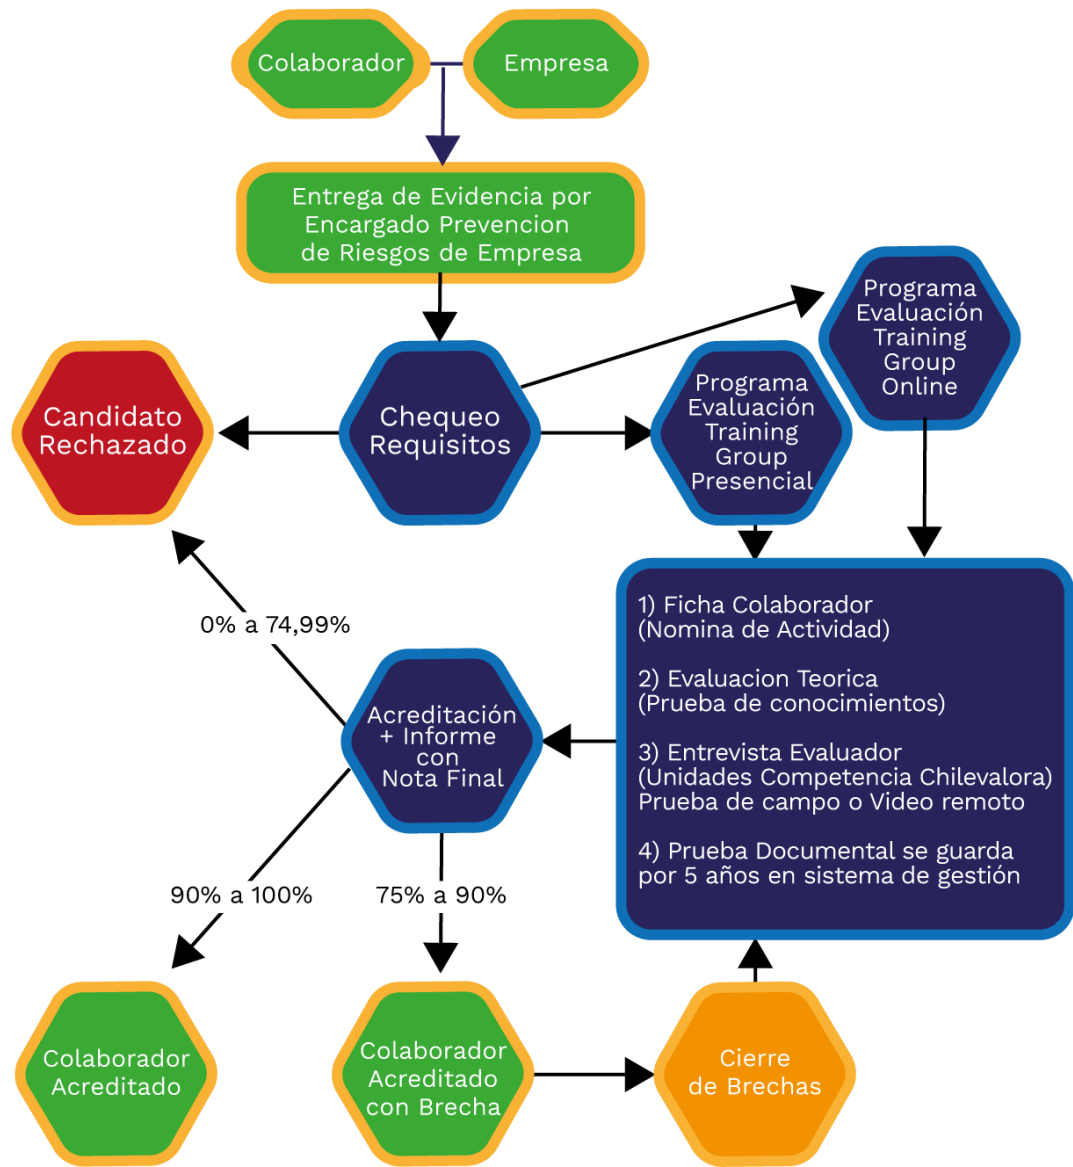 Colaborador
Empresa
Entrega de Evidencia por
Encargado Prevencion
de Riesgos de Empresa
Programa
Evaluación
Training
Group
Online
Candidato
Rechazado
Chequeo
Requisitos
Programa
Evaluación
Training
Group
Presencial
0% a 74,99%
1) Ficha Colaborador
(Nomina de Actividad)
2) Evaluacion Teorica
(Prueba de conocimientos)
3) Entrevista Evaluador
(Unidades Competencia Chilevalora)
Prueba de campo o Video remoto
4) Prueba Documental se guarda
por 5 años en sistema de gestión
Acreditación
+ Informe
con
Nota Final
90% a 100%
75% a 90%
Colaborador
Acreditado
Colaborador
Acreditado
con Brecha
Cierre
de Brechas